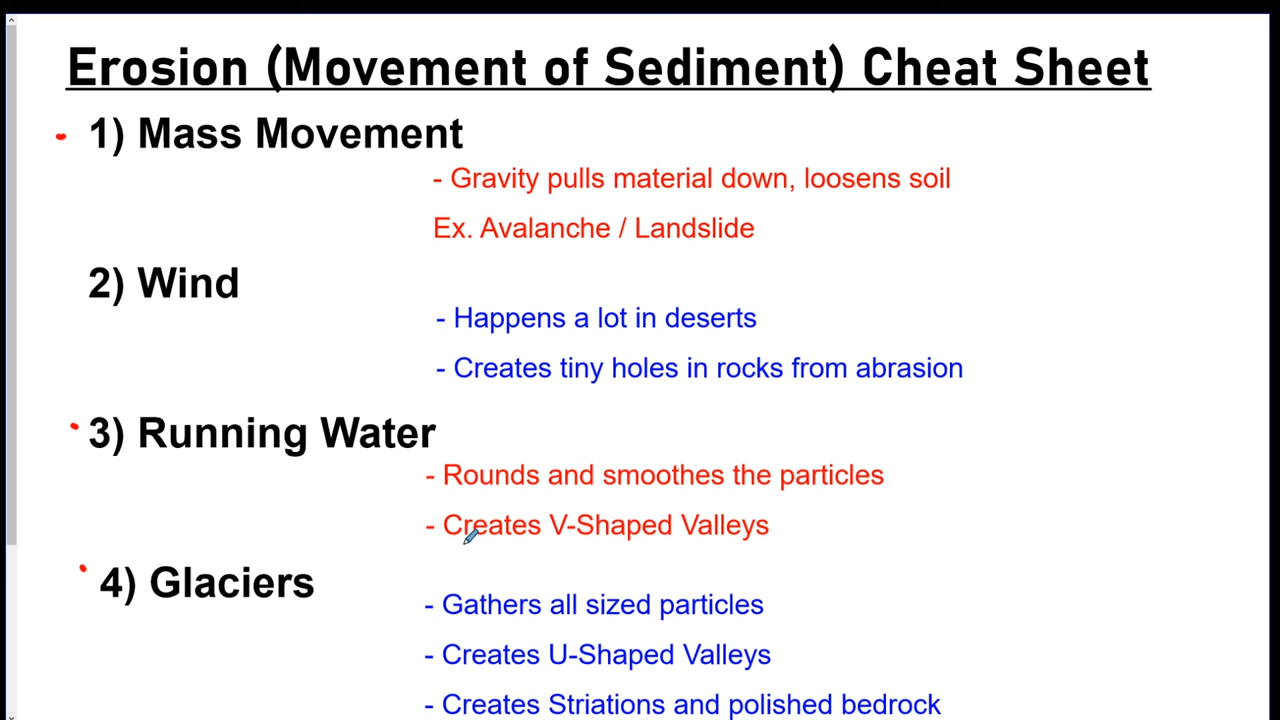 Erosion (Movement of Sediment) Cheat Sheet
1) Mass Movement
- Gravity pulls material down, loosens soil
Ex. Avalanche / Landslide
2) Wind
- Happens a lot in deserts
- Creates tiny holes in rocks from abrasion
3) Running Water
- Rounds and smoothes the particles
- Creates V-Shaped Valleys
4) Glaciers
- Gathers all sized particles
- Creates U-Shaped Valleys
- Creates Striations and polished bedrock